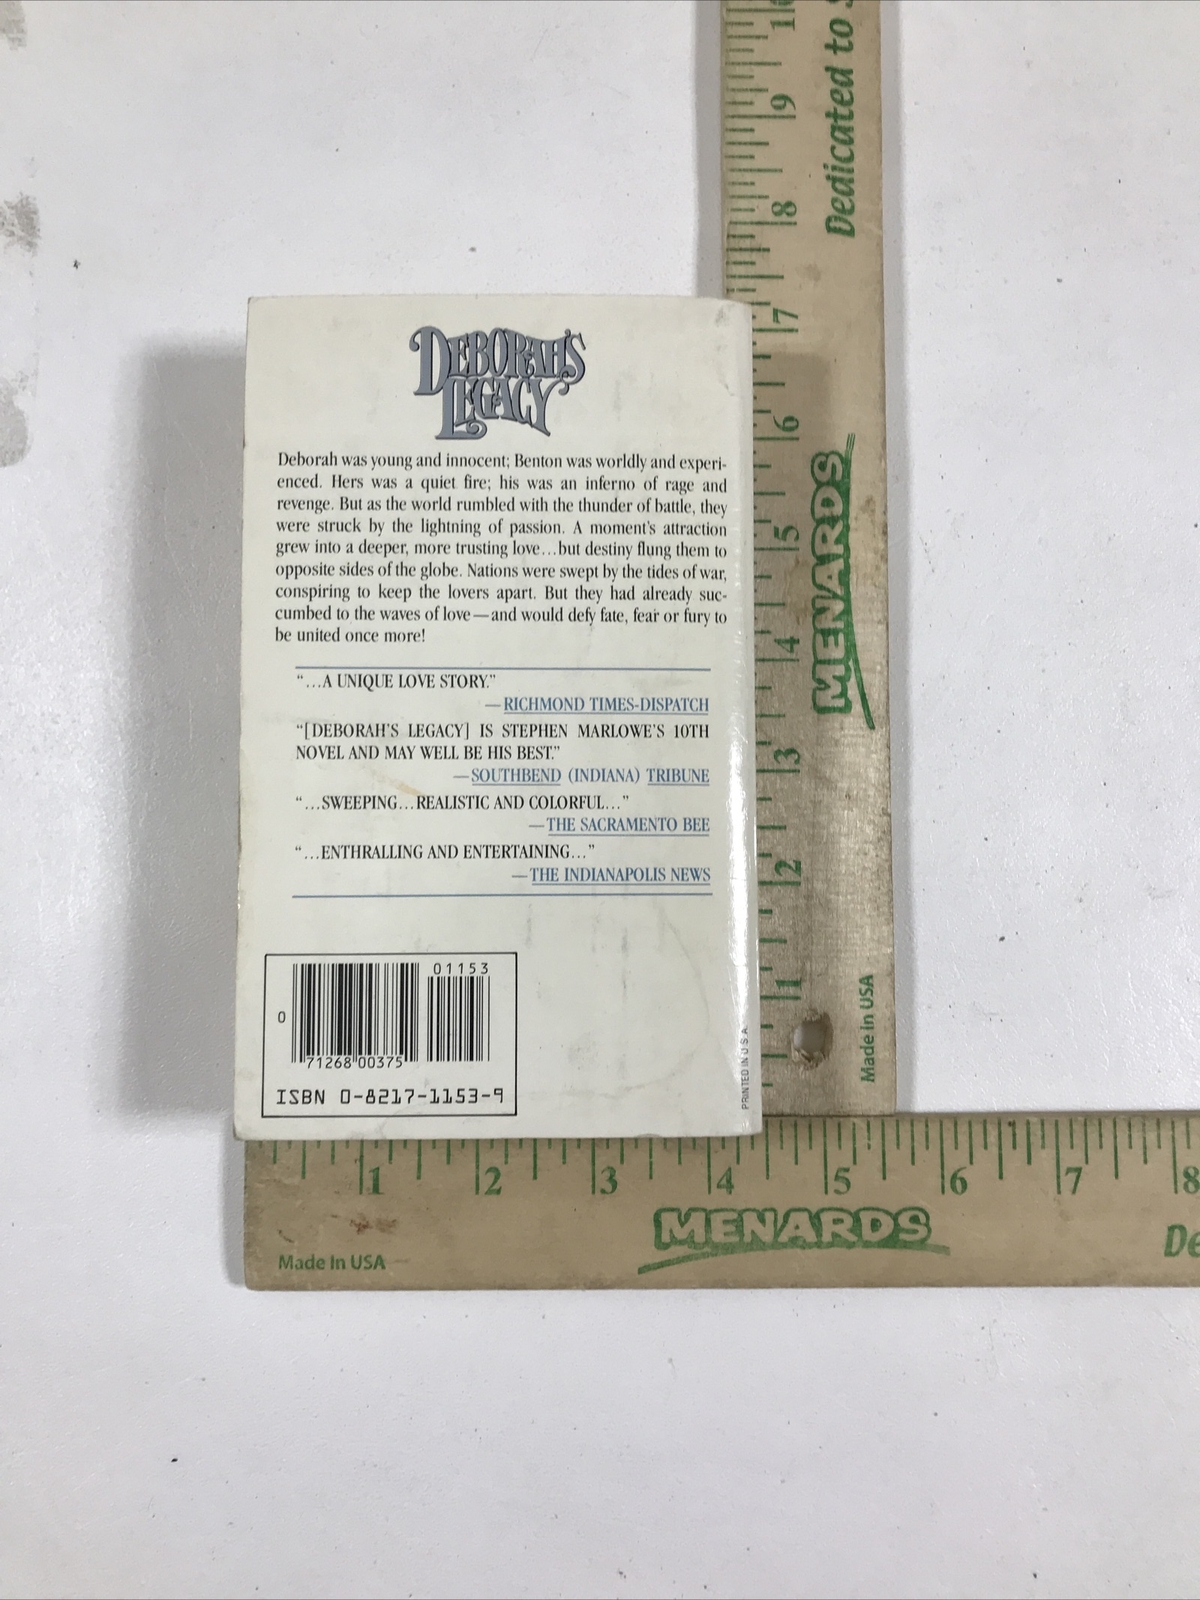 DEBORAH'S
LEGACY
Deborah was young and innocent; Benton was worldly and experi-
enced. Hers was a quiet fire; his was an inferno of rage and
revenge. But as the world rumbled with the thunder of battle, they
were struck by the lightning of passion. A moment's attraction
grew into a deeper, more trusting love...but destiny flung them to
opposite sides of the globe. Nations were swept by the tides of war,
conspiring to keep the lovers apart. But they had already suc-
cumbed to the waves of love—and would defy fate, fear or fury to
be united once more!
"...A UNIQUE LOVE STORY."
—RICHMOND TIMES-DISPATCH
"[DEBORAH'S LEGACY] IS STEPHEN MARLOWE'S 10TH
NOVEL AND MAY WELL BE HIS BEST."
—SOUTHBEND (INDIANA) TRIBUNE
"...SWEEPING...REALISTIC AND COLORFUL..."
—THE SACRAMENTO BEE
"...ENTHRALLING AND ENTERTAINING..."
—THE INDIANAPOLIS NEWS
01153
0
71268 00375
ISBN 0-8217-1153-9
PRINTED IN U.S.A.
10
9
8
7
6
5
4
3
2
1
Dedicated to S
MENARDS
Made in USA
1 2 3 4 5 6 7 8
MENARDS
De
Made In USA